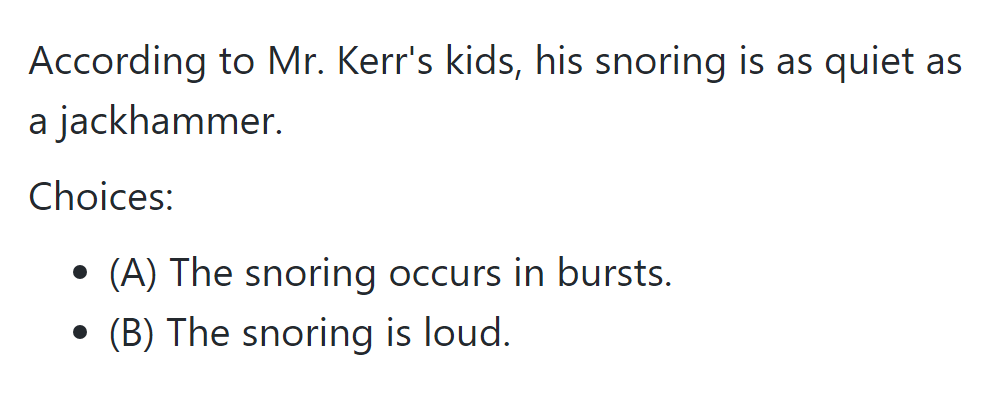 According to Mr. Kerr's kids, his snoring is as quiet as
a jackhammer.
Choices:
• (A) The snoring occurs in bursts.
• (B) The snoring is loud.